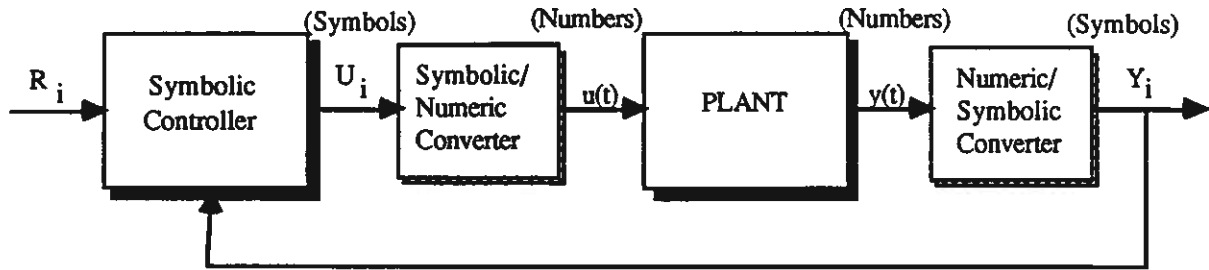 (Symbols)
(Numbers)
(Numbers)
(Symbols)
R i
Symbolic
Controller
U i
Symbolic/
Numeric
Converter
u(t)
PLANT
y(t)
Numeric/
Symbolic
Converter
Y i